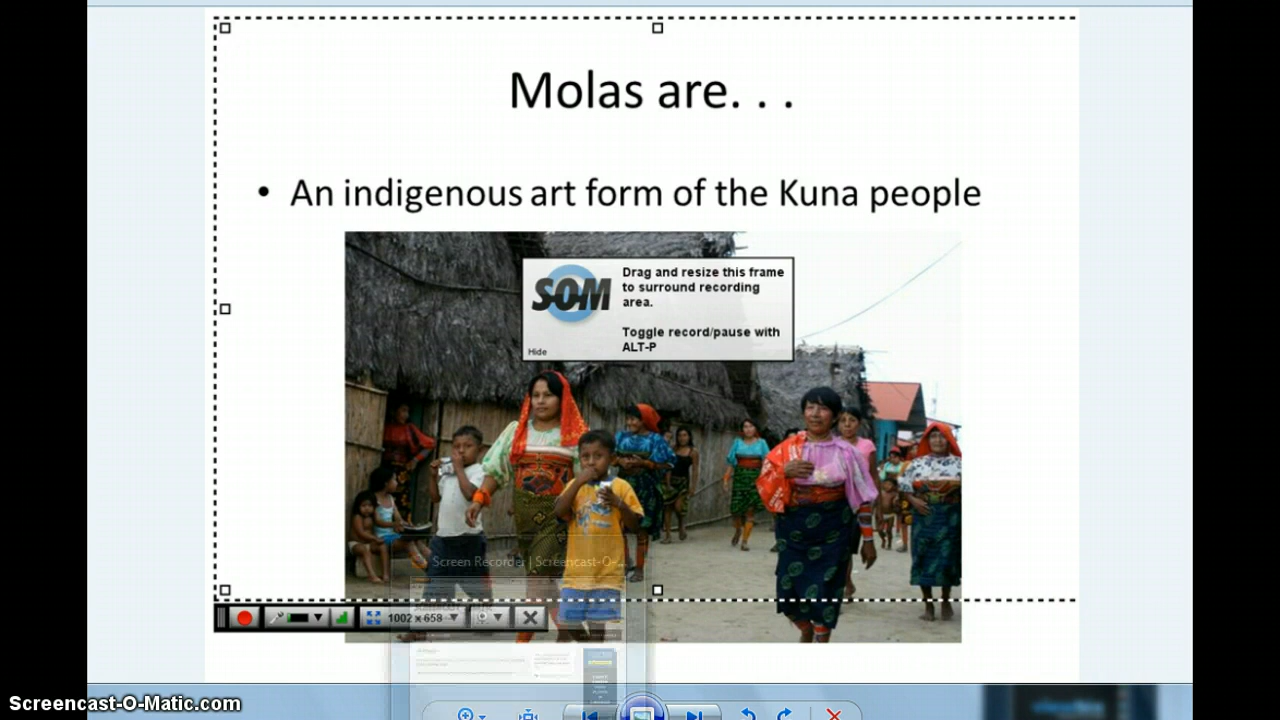 Molas are. . .
• An indigenous art form of the Kuna people
SOM
Drag and resize this frame
to surround recording
area.
Toggle record/pause with
ALT-P
Hide
Screen Recorder | Screencast-O-...
1002 x 658
Screencast-O-Matic.com